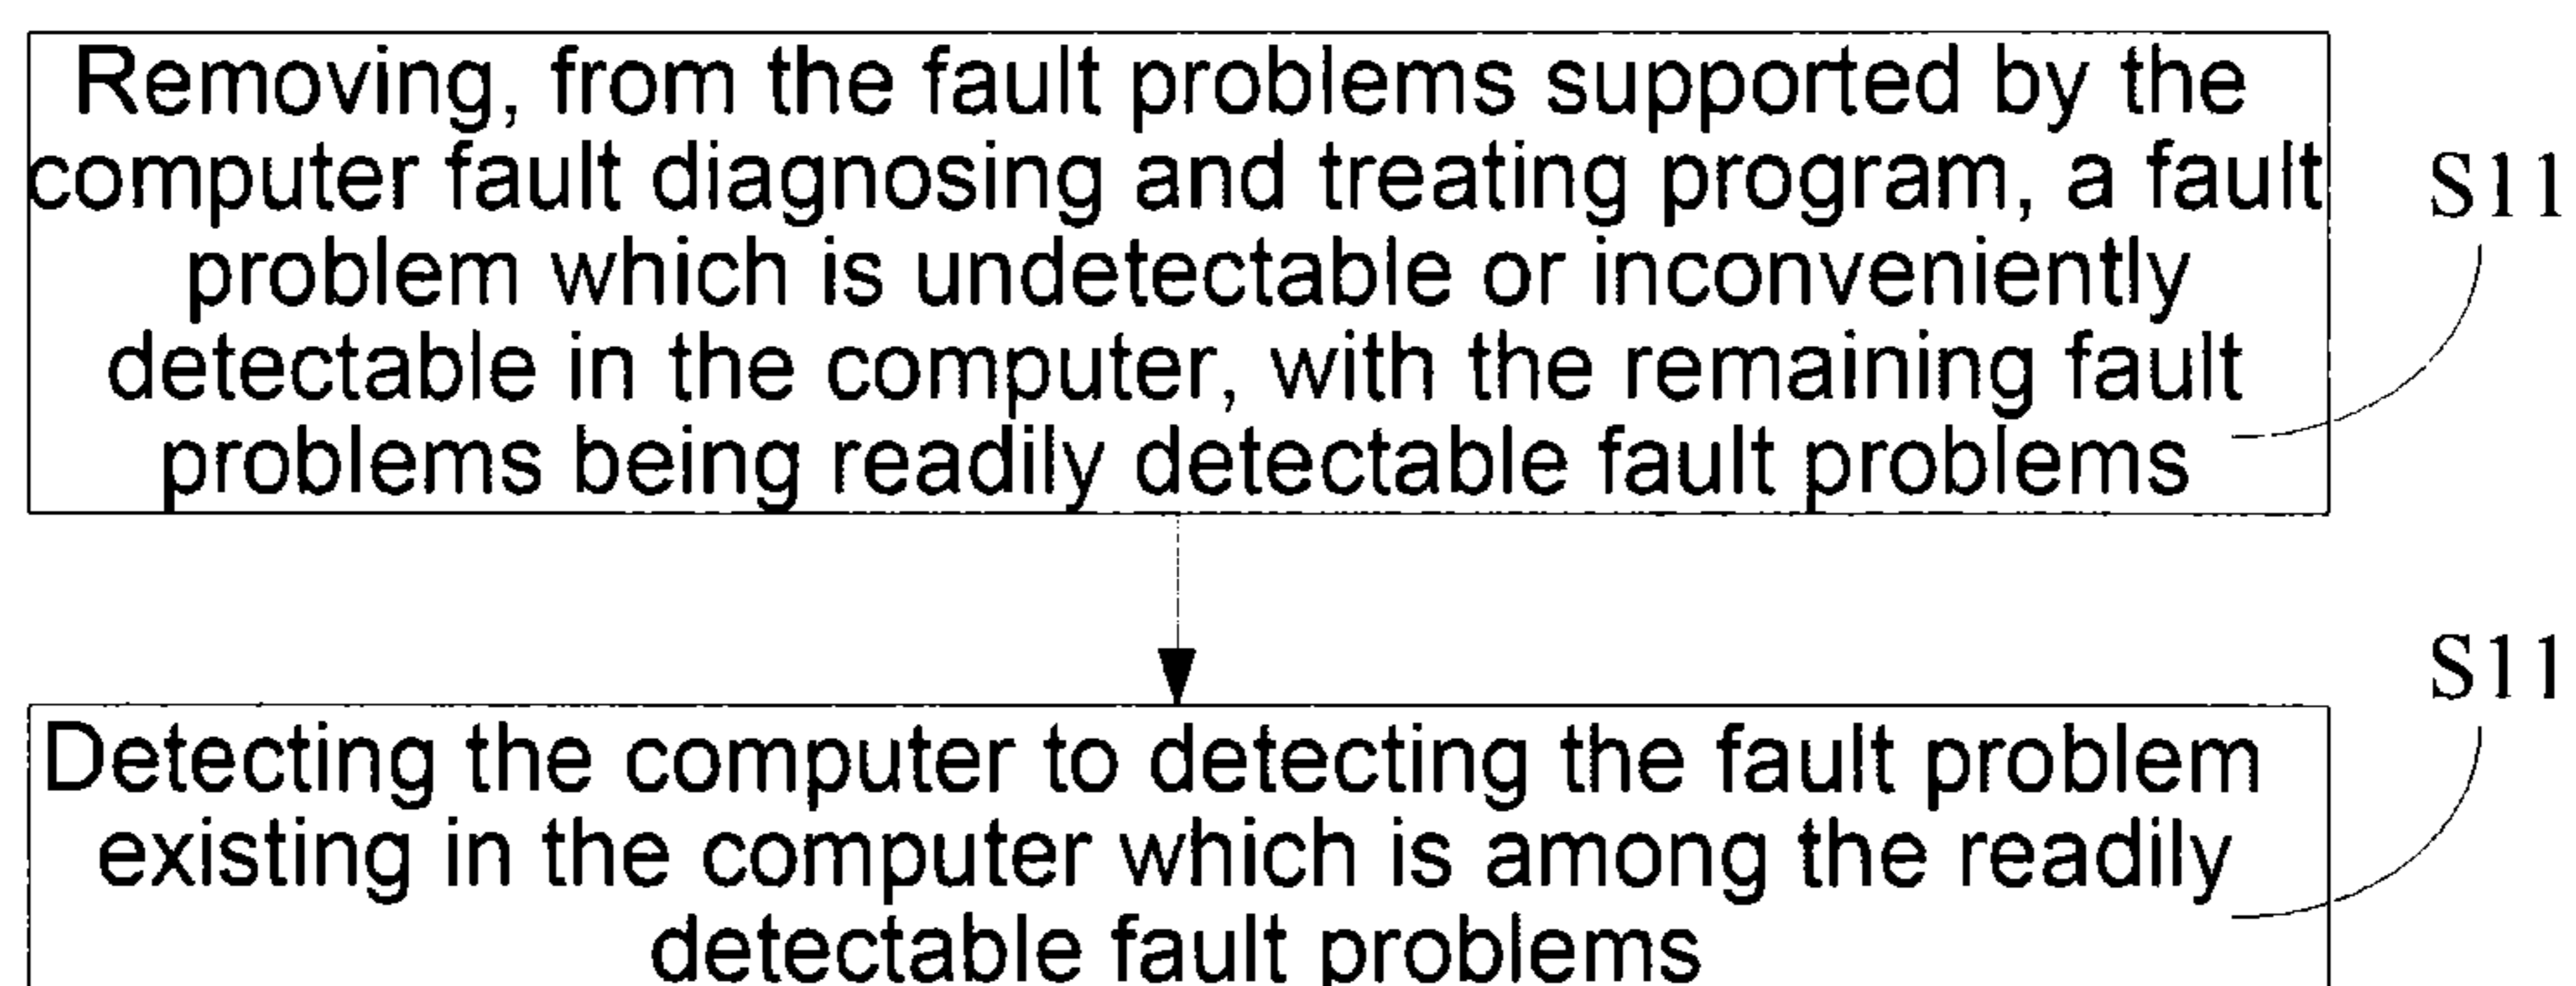 Removing, from the fault problems supported by the
computer fault diagnosing and treating program, a fault
problem which is undetectable or inconveniently
detectable in the computer, with the remaining fault
problems being readily detectable fault problems
S11
Detecting the computer to detecting the fault problem
existing in the computer which is among the readily
detectable fault problems
S11